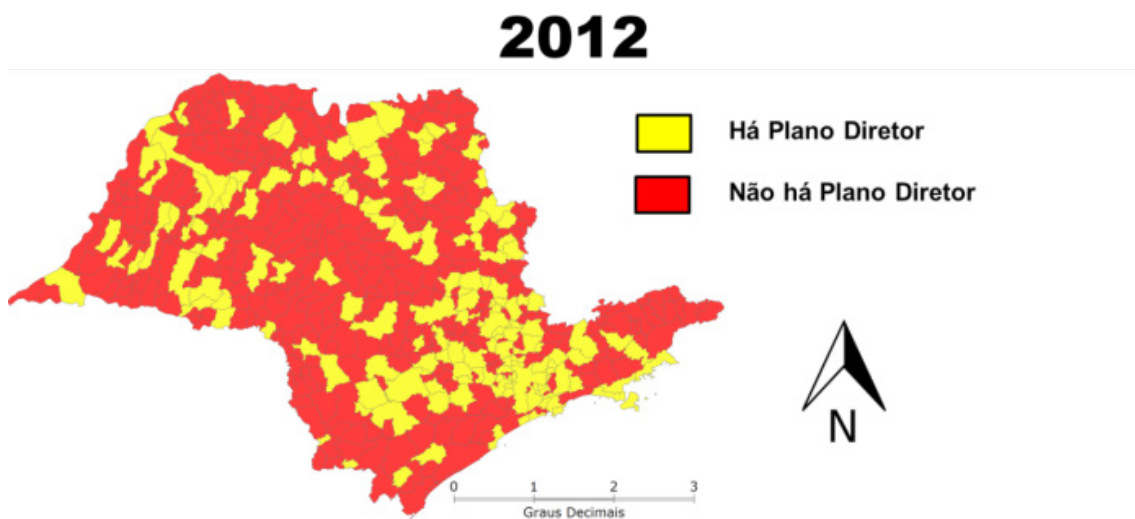 2012
Há Plano Diretor
Não há Plano Diretor
N
0 1 2 3
Graus Decimais